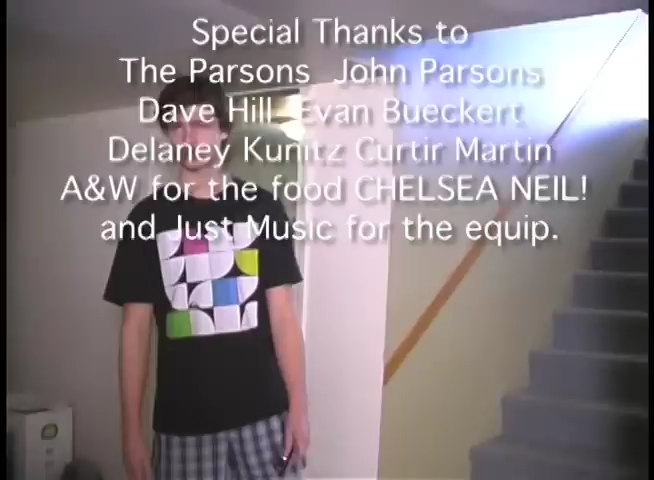 Special Thanks to
The Parsons John Parsons
Dave Hill Evan Bueckert
Delaney Kunitz Curtir Martin
A&W for the food CHELSEA NEIL!
and Just Music for the equip.